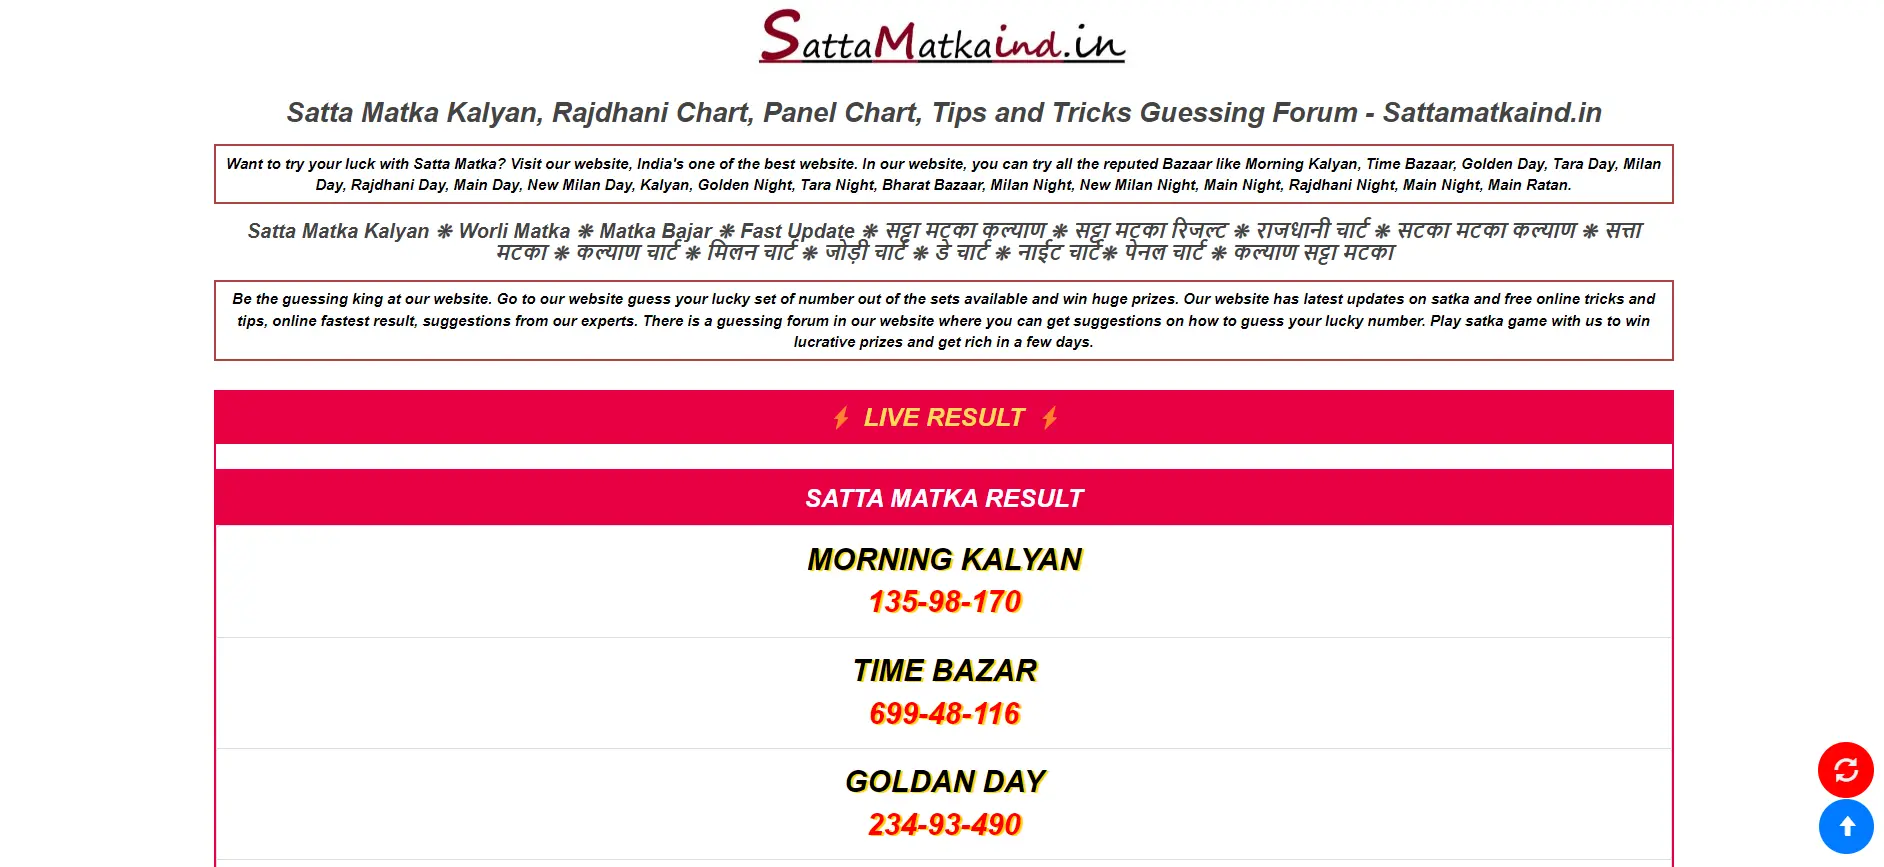 SattaMatkaind.in
Satta Matka Kalyan, Rajdhani Chart, Panel Chart, Tips and Tricks Guessing Forum - Sattamatkaind.in
Want to try your luck with Satta Matka? Visit our website, India's one of the best website. In our website, you can try all the reputed Bazaar like Morning Kalyan, Time Bazaar, Golden Day, Tara Day, Milan
Day, Rajdhani Day, Main Day, New Milan Day, Kalyan, Golden Night, Tara Night, Bharat Bazaar, Milan Night, New Milan Night, Main Night, Rajdhani Night, Main Night, Main Ratan.
Satta Matka Kalyan ❋ Worli Matka ❋ Matka Bajar ❋ Fast Update ❋ सट्टा मटका कल्याण ❋ सट्टा मटका रिजल्ट ❋ राजधानी चार्ट ❋ सटका मटका कल्याण ❋ सत्ता
मटका ❋ कल्याण चार्ट ❋ मिलन चार्ट ❋ जोड़ी चार्ट ❋ डे चार्ट ❋ नाईट चार्ट❋ पेनल चार्ट ❋ कल्याण सट्टा मटका
Be the guessing king at our website. Go to our website guess your lucky set of number out of the sets available and win huge prizes. Our website has latest updates on satka and free online tricks and
tips, online fastest result, suggestions from our experts. There is a guessing forum in our website where you can get suggestions on how to guess your lucky number. Play satka game with us to win
lucrative prizes and get rich in a few days.
LIVE RESULT
SATTA MATKA RESULT
MORNING KALYAN
135-98-170
TIME BAZAR
699-48-116
GOLDAN DAY
234-93-490